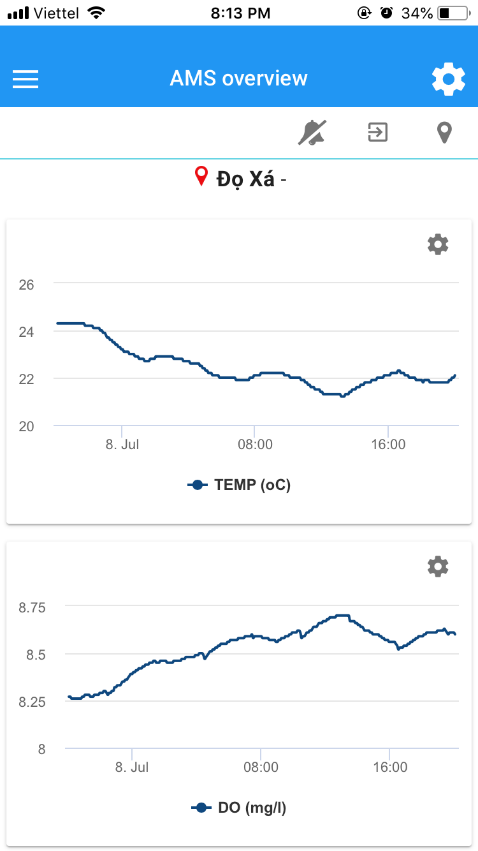 Viettel 8:13 PM 34%
AMS overview
Đọ Xá -
26
24
22
20
8. Jul 08:00 16:00
TEMP (oC)
8.75
8.5
8.25
8
8. Jul 08:00 16:00
DO (mg/l)